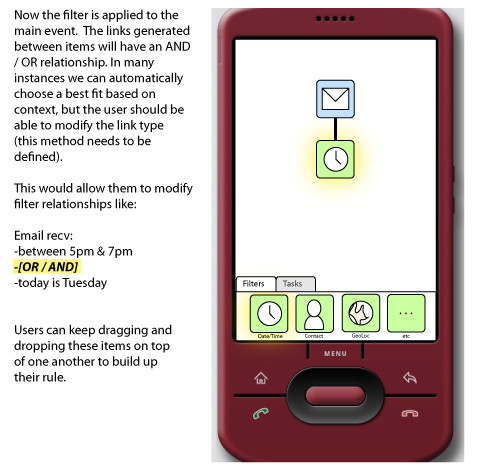 Now the filter is applied to the
main event.  The links generated
between items will have an AND
/ OR relationship. In many
instances we can automatically
choose a best fit based on
context, but the user should be
able to modify the link type
(this method needs to be
defined).
This would allow them to modify
filter relationships like:
Email recv:
-between 5pm & 7pm
-[OR / AND]
-today is Tuesday
Users can keep dragging and
dropping these items on top
of one another to build up
their rule.
Filters
Tasks
Date/Time
Contact
GeoLoc
...
etc
MENU